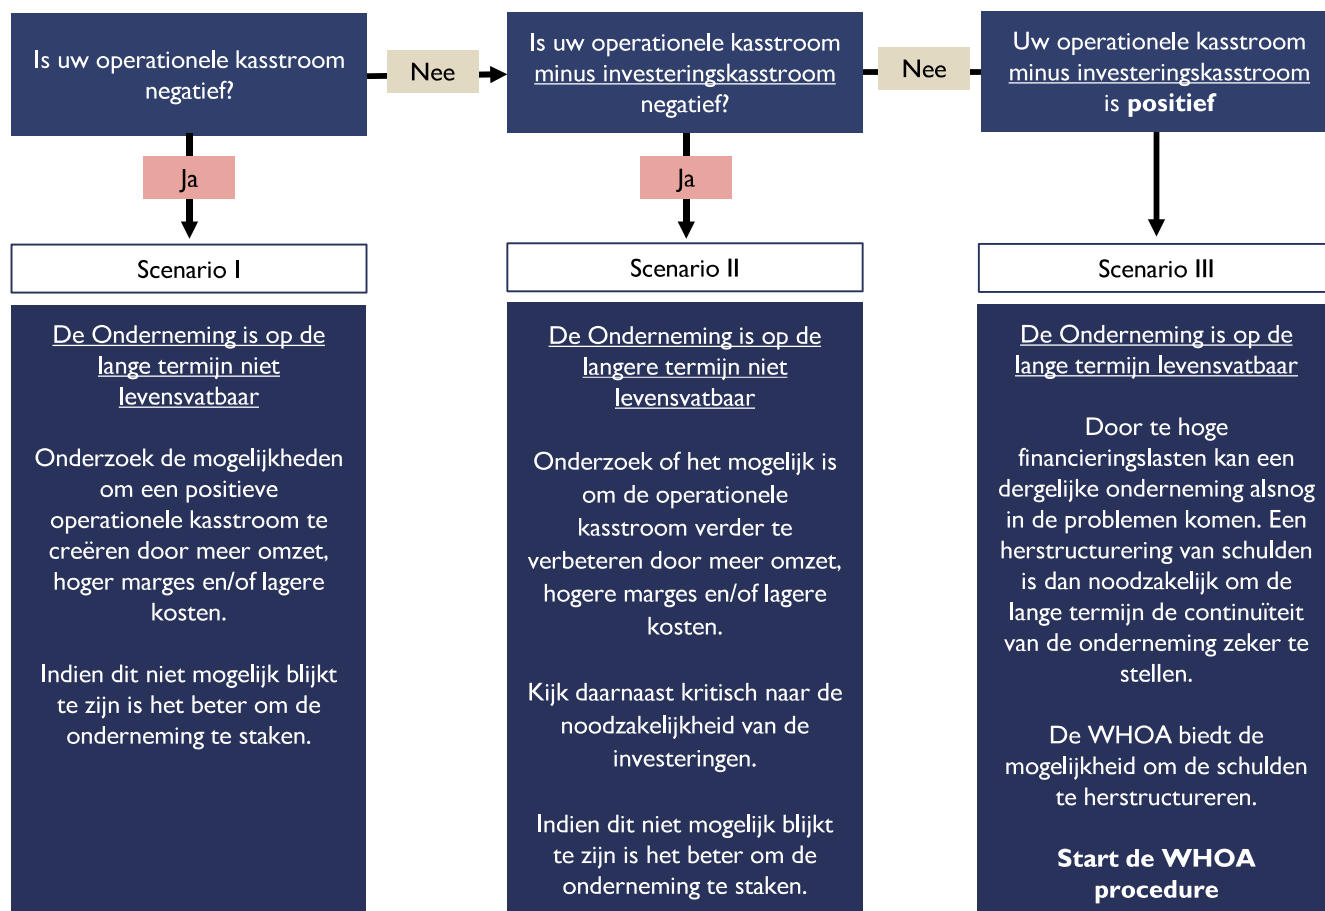 Is uw operationele kasstroom
negatief?
Nee
Is uw operationele kasstroom
minus investeringskasstroom
negatief?
Nee
Uw operationele kasstroom
minus investeringskasstroom
is positief
Ja
Ja
Scenario I
De Onderneming is op de
lange termijn niet
levensvatbaar
Onderzoek de mogelijkheden
om een positieve
operationele kasstroom te
creëren door meer omzet,
hoger marges en/of lagere
kosten.
Indien dit niet mogelijk blijkt
te zijn is het beter om de
onderneming te staken.
Scenario II
De Onderneming is op de
langere termijn niet
levensvatbaar
Onderzoek of het mogelijk is
om de operationele
kasstroom verder te
verbeteren door meer omzet,
hogere marges en/of lagere
kosten.
Kijk daarnaast kritisch naar de
noodzakelijkheid van de
investeringen.
Indien dit niet mogelijk blijkt
te zijn is het beter om de
onderneming te staken.
Scenario III
De Onderneming is op de
lange termijn levensvatbaar
Door te hoge
financieringslasten kan een
dergelijke onderneming alsnog
in de problemen komen. Een
herstructurering van schulden
is dan noodzakelijk om de
lange termijn de continuïteit
van de onderneming zeker te
stellen.
De WHOA biedt de
mogelijkheid om de schulden
te herstructureren.
Start de WHOA
procedure